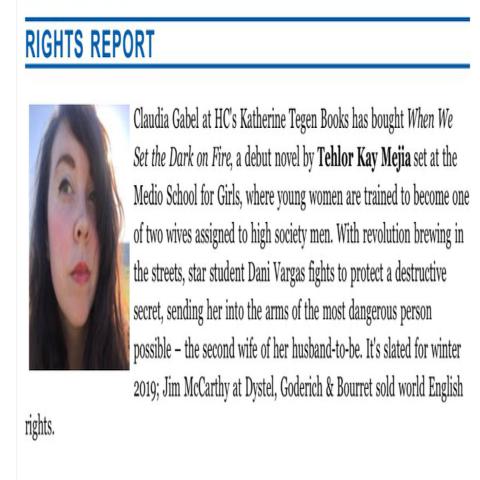 RIGHTS REPORT
Claudia Gabel at HC's Katherine Tegen Books has bought When We
Set the Dark on Fire, a debut novel by Tehlor Kay Mejia set at the
Medio School for Girls, where young women are trained to become one
of two wives assigned to high society men. With revolution brewing in
the streets, star student Dani Vargas fights to protect a destructive
secret, sending her into the arms of the most dangerous person
possible – the second wife of her husband-to-be. It's slated for winter
2019; Jim McCarthy at Dystel, Goderich & Bourret sold world English
rights.